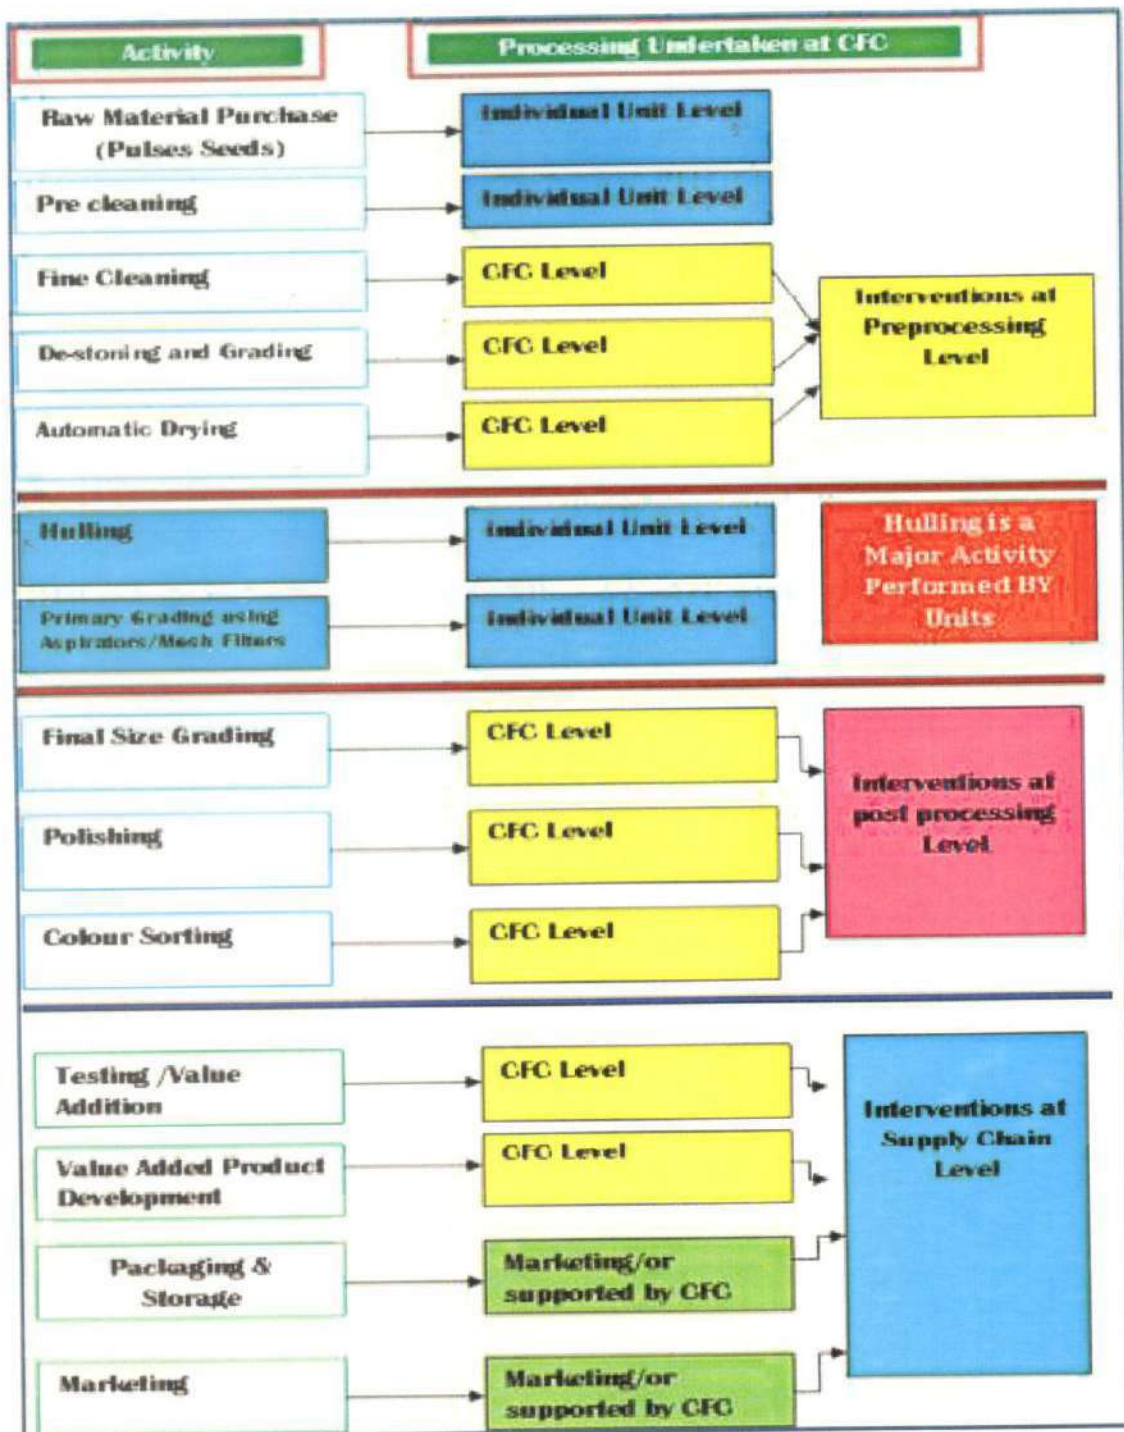 Activity
Processing Undertaken at CFC
Raw Material Purchase
(Pulses Seeds)
Individual Unit Level
Pre cleaning
Individual Unit Level
Fine Cleaning
CFC Level
Interventions at
Preprocessing
Level
De-stoning and Grading
CFC Level
Automatic Drying
CFC Level
Hulling
Individual Unit Level
Hulling is a
Major Activity
Performed BY
Units
Primary Grading using
Aspirators/Mesh Filters
Individual Unit Level
Final Size Grading
CFC Level
Interventions at
post processing
Level
Polishing
CFC Level
Colour Sorting
CFC Level
Testing /Value
Addition
CFC Level
Interventions at
Supply Chain
Level
Value Added Product
Development
CFC Level
Packaging &
Storage
Marketing/or
supported by CFC
Marketing
Marketing/or
supported by CFC